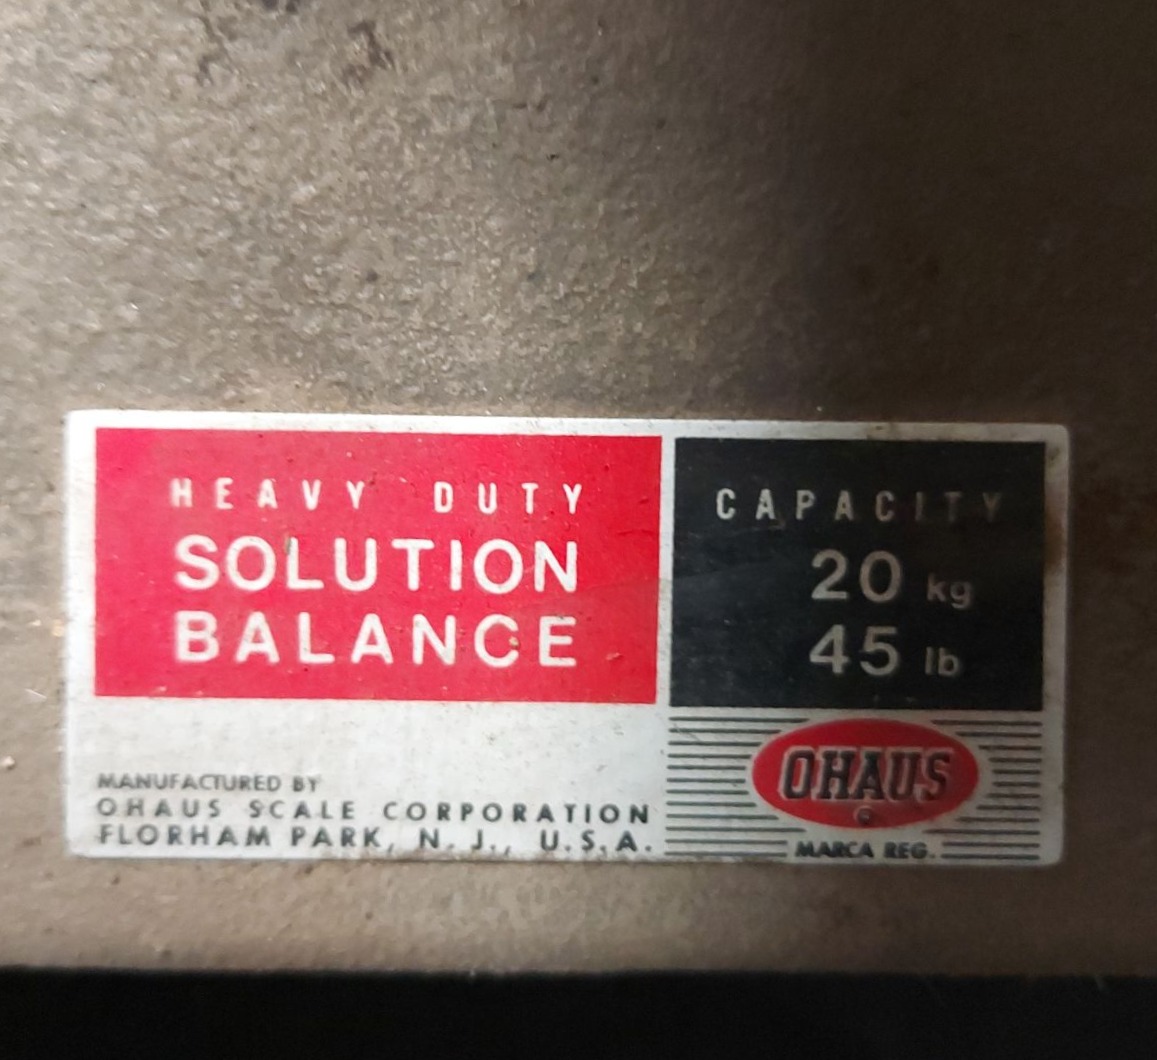 HEAVY DUTY
SOLUTION
BALANCE
CAPACITY
20 kg
45 lb
MANUFACTURED BY
OHAUS SCALE CORPORATION
FLORHAM PARK, N. J., U.S.A.
OHAUS
®
MARCA REG.